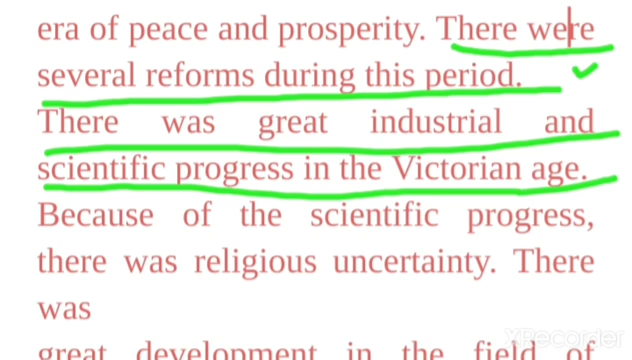 era of peace and prosperity. There were
several reforms during this period.
There was great industrial and
scientific progress in the Victorian age.
Because of the scientific progress,
there was religious uncertainty. There
was
great development in the field of
XRecorder